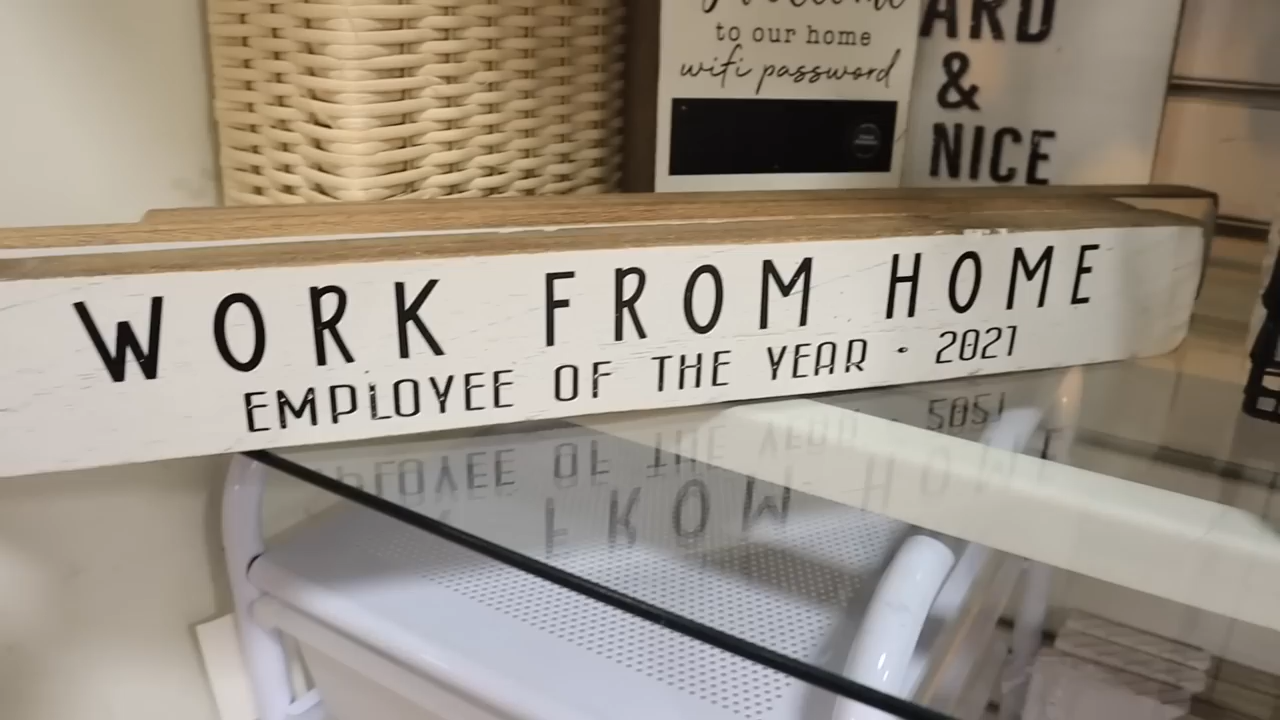 to our home
wifi password
ARD
&
NICE
WORK FROM HOME
EMPLOYEE OF THE YEAR • 2021